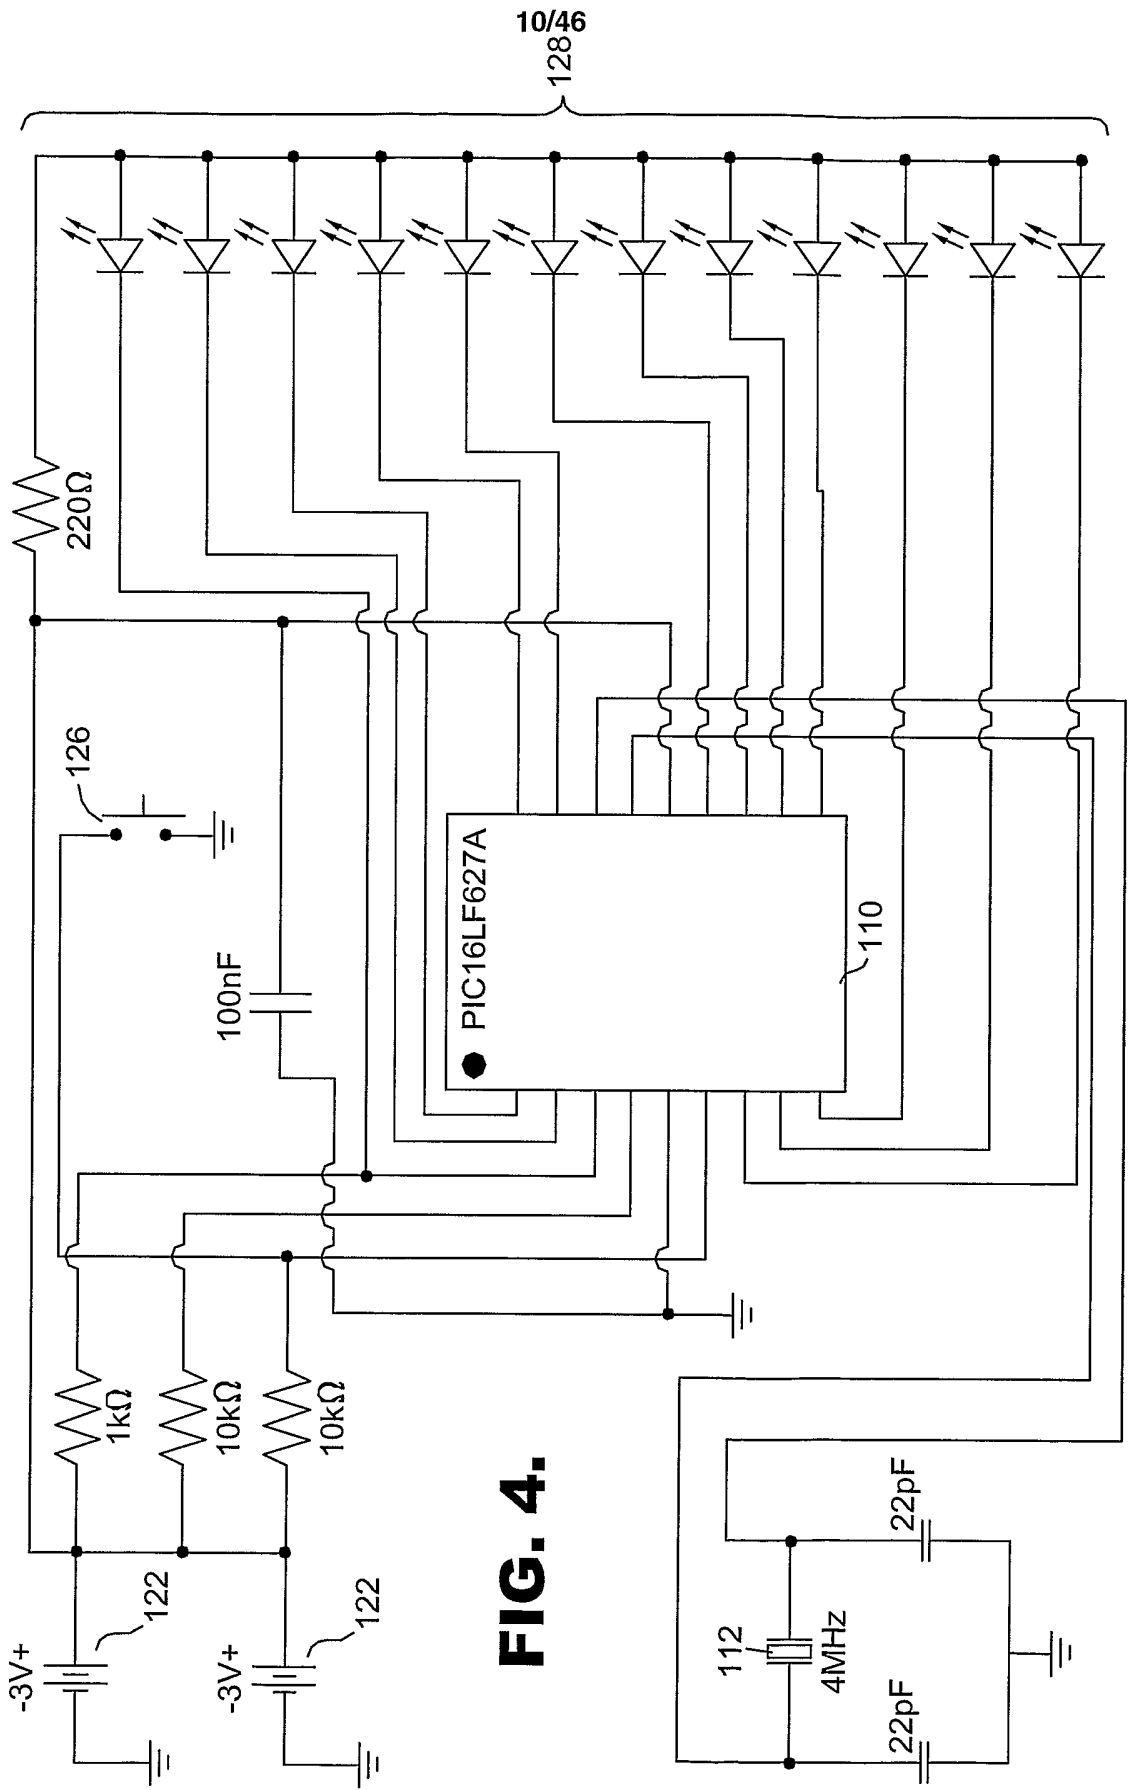 10/46
128
220Ω
126
100nF
PIC16LF627A
110
1kΩ
10kΩ
10kΩ
-3V+
122
-3V+
122
FIG. 4.
112
4MHz
22pF
22pF